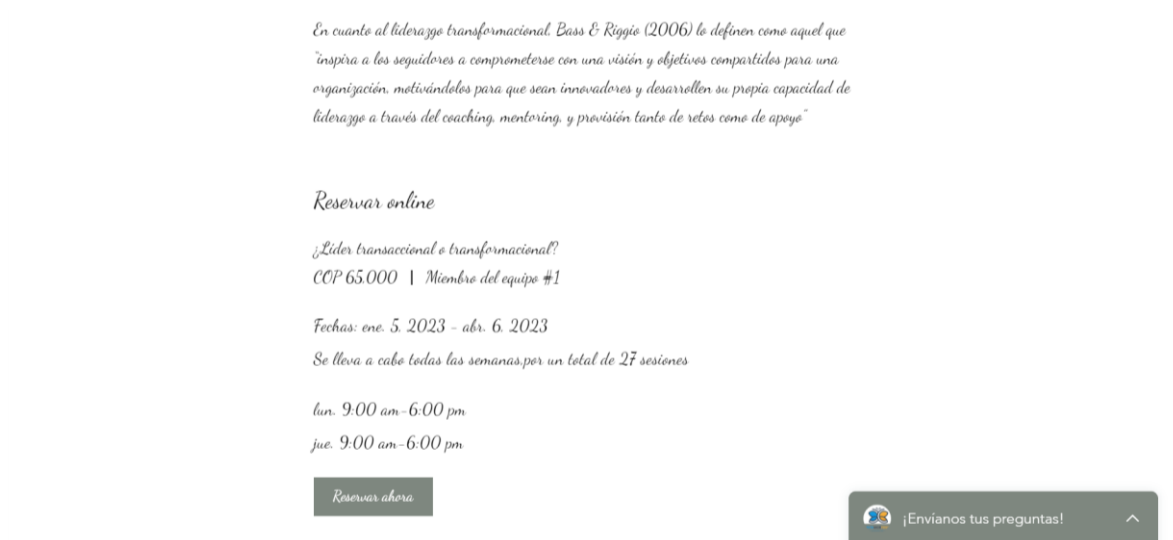 En cuanto al liderazgo transformacional, Bass & Riggio (2006) lo definen como aquel que
“inspira a los seguidores a comprometerse con una visión y objetivos compartidos para una
organización, motivándolos para que sean innovadores y desarrollen su propia capacidad de
liderazgo a través del coaching, mentoring, y provisión tanto de retos como de apoyo”
Reservar online
¿Líder transaccional o transformacional?
COP 65.000 | Miembro del equipo #1
Fechas: ene. 5, 2023 - abr. 6, 2023
Se lleva a cabo todas las semanas,por un total de 27 sesiones
lun. 9:00 am-6:00 pm
jue. 9:00 am-6:00 pm
Reservar ahora
¡Envíanos tus preguntas!